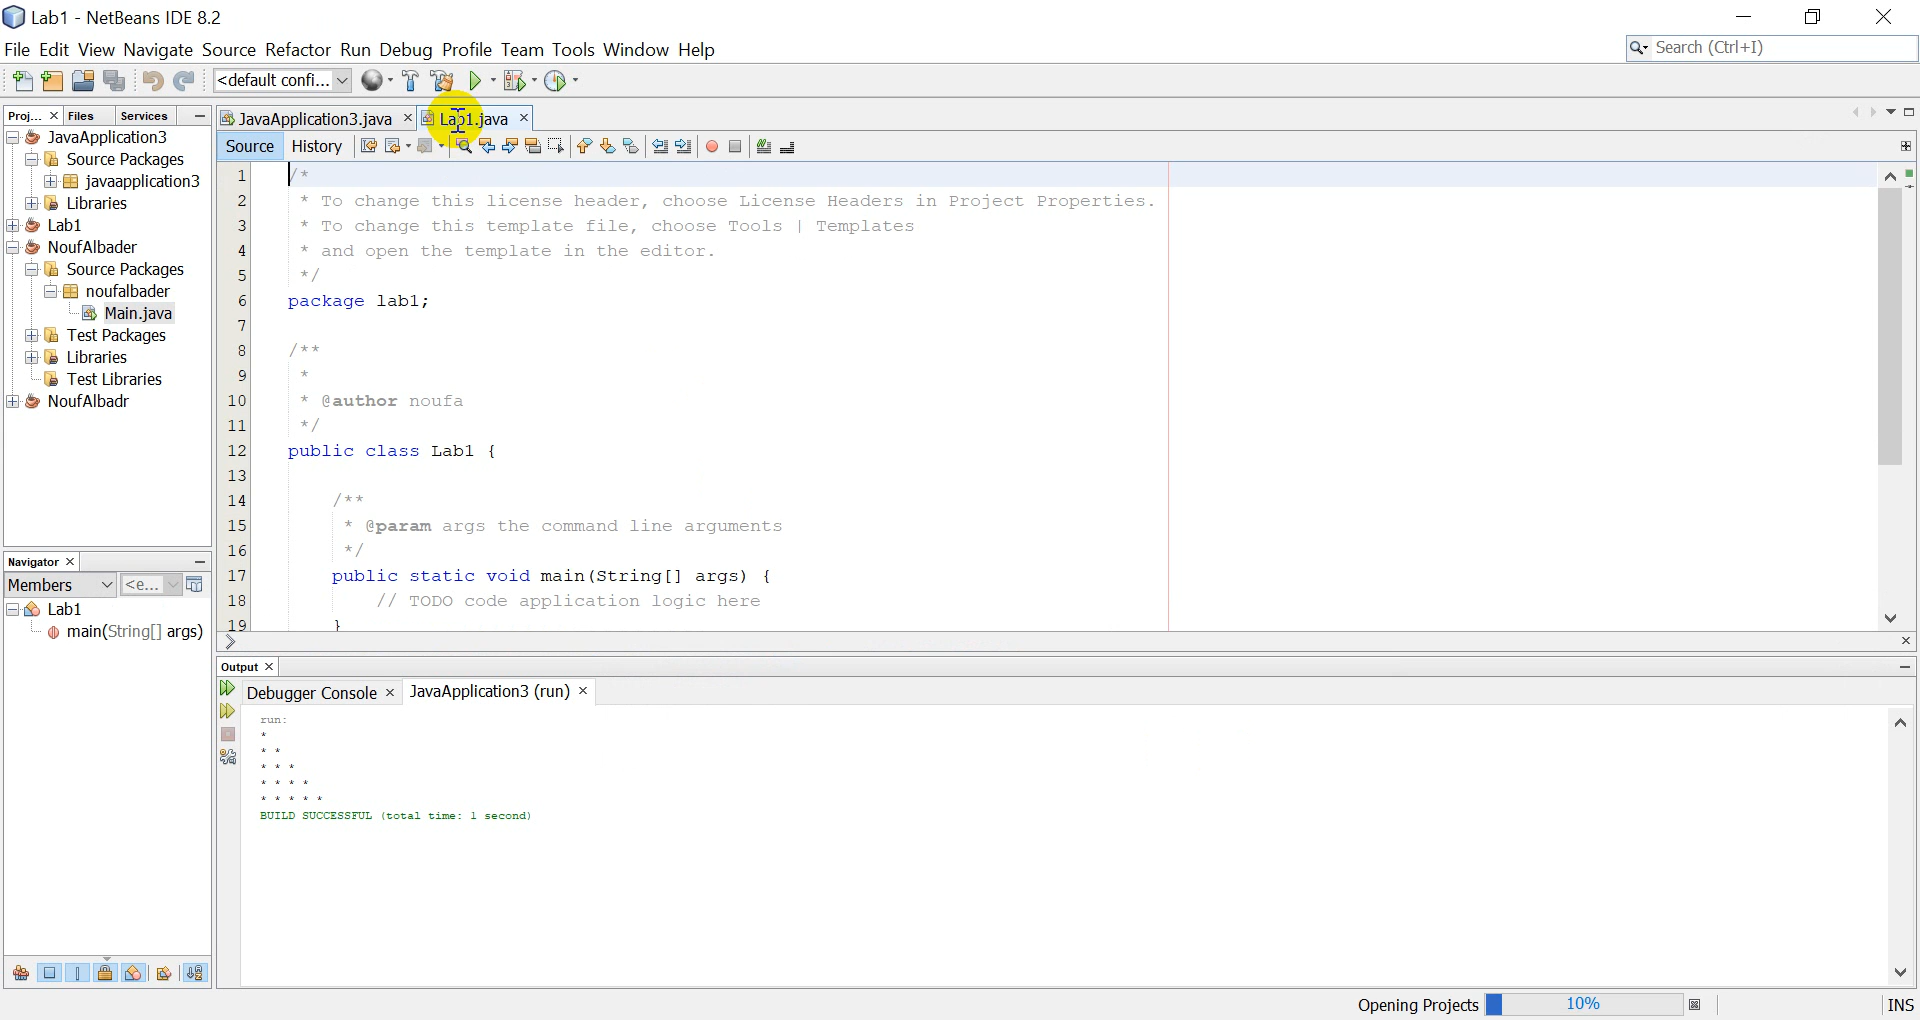 Lab1 - NetBeans IDE 8.2
File Edit View Navigate Source Refactor Run Debug Profile Team Tools Window Help
Search (Ctrl+I)
<default confi...
Proj... Files Services
JavaApplication3
Source Packages
javaapplication3
Libraries
Lab1
NoufAlbader
Source Packages
noufalbader
Main.java
Test Packages
Libraries
Test Libraries
NoufAlbadr
Navigator
Members <e...
Lab1
main(String[] args)
JavaApplication3.java Lab1.java
Source History
1 /*
2 * To change this license header, choose License Headers in Project Properties.
3 * To change this template file, choose Tools | Templates
4 * and open the template in the editor.
5 */
6 package lab1;
7
8 /**
9 *
10 * @author noufa
11 */
12 public class Lab1 {
13
14 /**
15 * @param args the command line arguments
16 */
17 public static void main(String[] args) {
18 // TODO code application logic here
19 }
Output
Debugger Console JavaApplication3 (run)
run:
*
* *
* * *
* * * *
* * * * *
BUILD SUCCESSFUL (total time: 1 second)
Opening Projects 10% INS